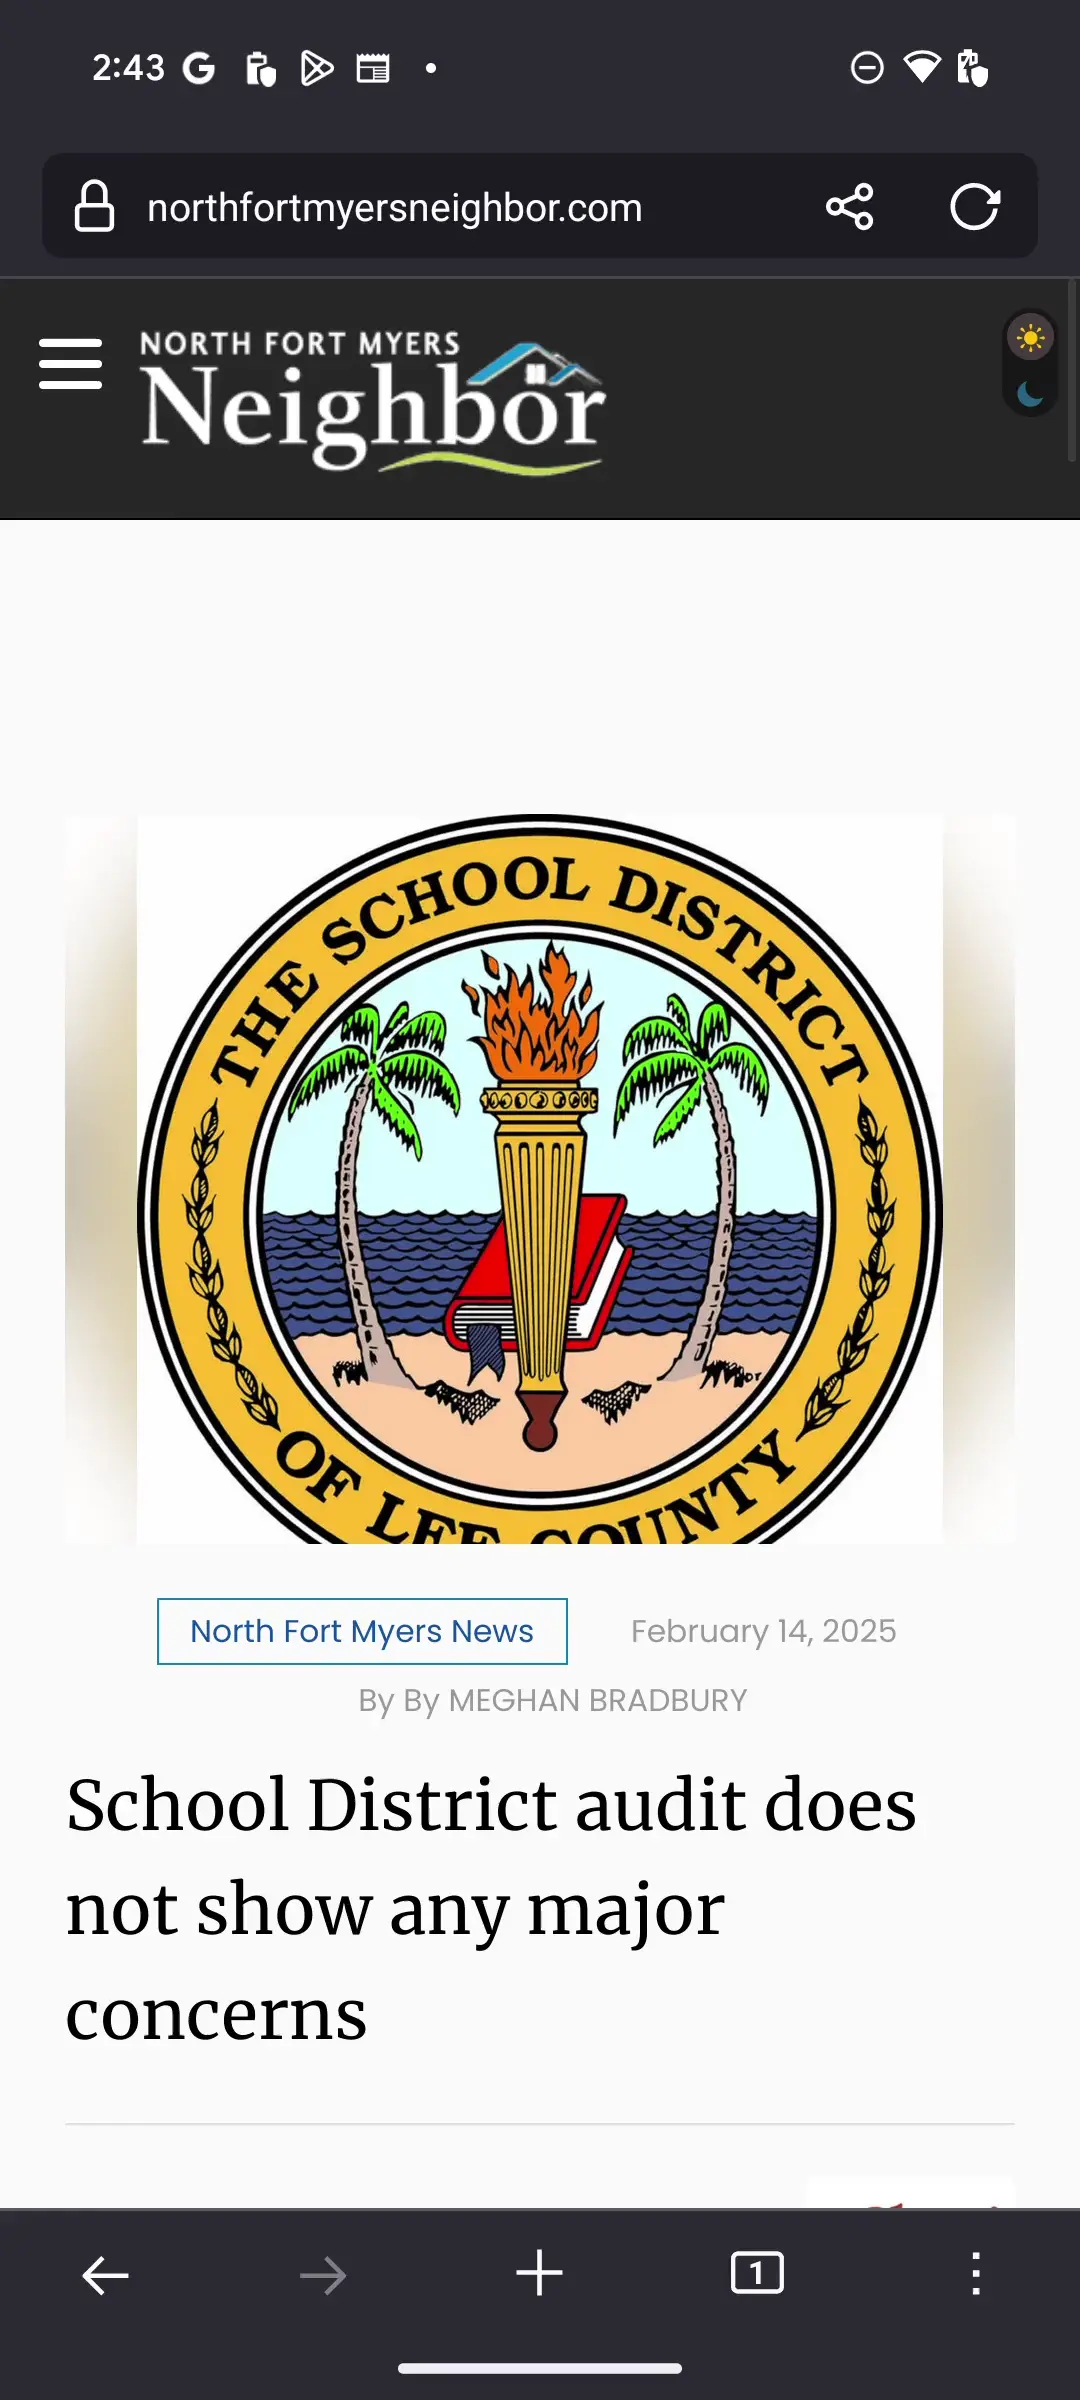 2:43
northfortmyersneighbor.com
NORTH FORT MYERS
Neighbor
THE SCHOOL DISTRICT
OF LEE COUNTY
North Fort Myers News
February 14, 2025
By By MEGHAN BRADBURY
School District audit does
not show any major
concerns
1